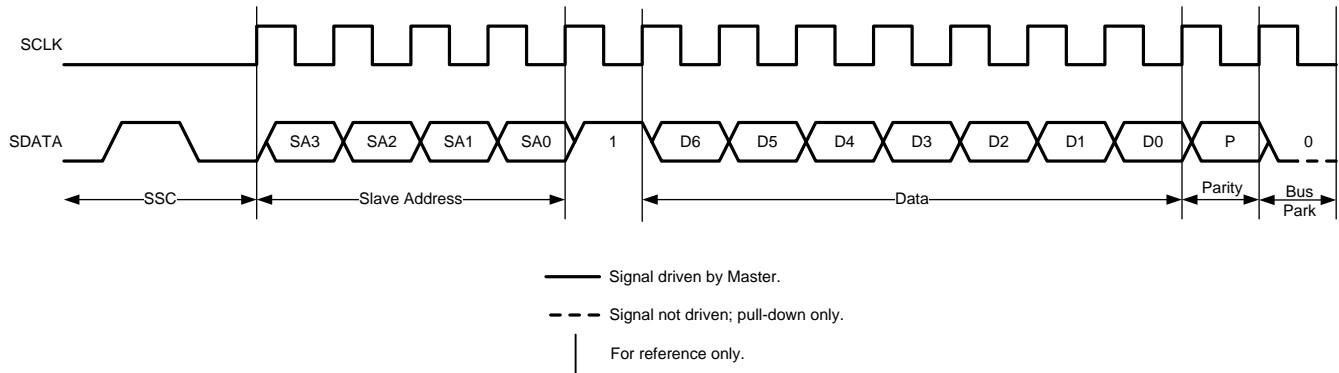 SCLK
SDATA SA3 SA2 SA1 SA0 1 D6 D5 D4 D3 D2 D1 D0 P 0
SSC Slave Address Data Parity Bus Park
Signal driven by Master.
Signal not driven; pull-down only.
For reference only.